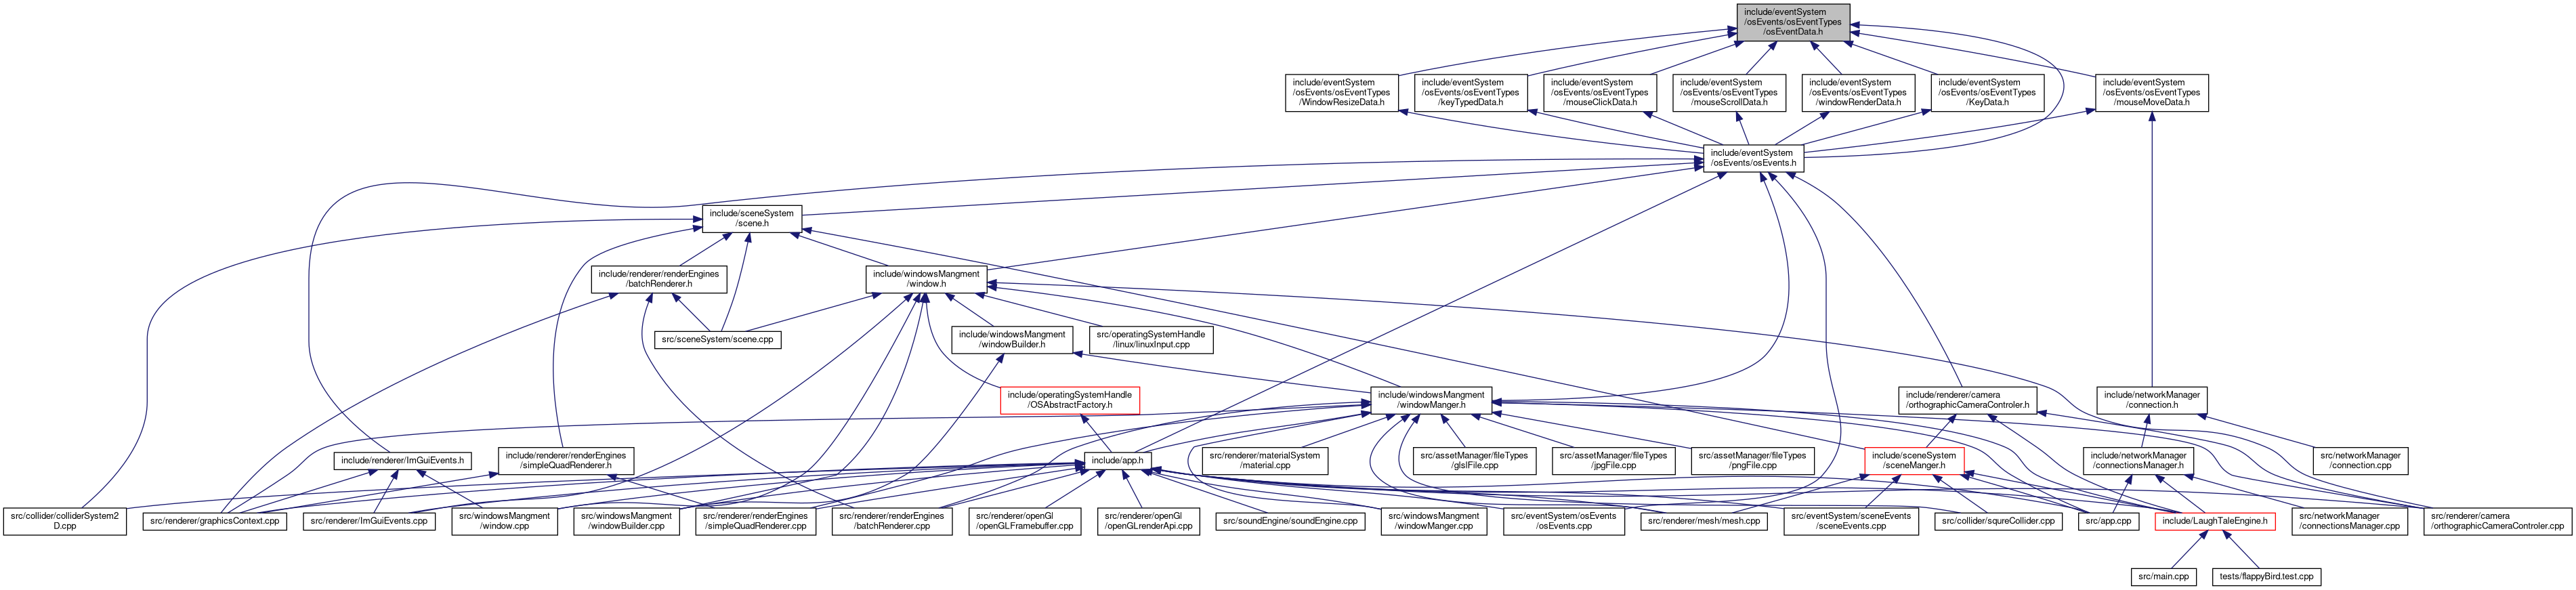 include/eventSystem
/osEvents/osEventTypes
/osEventData.h
include/eventSystem
/osEvents/osEventTypes
/WindowResizeData.h
include/eventSystem
/osEvents/osEventTypes
/keyTypedData.h
include/eventSystem
/osEvents/osEventTypes
/mouseClickData.h
include/eventSystem
/osEvents/osEventTypes
/mouseScrollData.h
include/eventSystem
/osEvents/osEventTypes
/windowRenderData.h
include/eventSystem
/osEvents/osEventTypes
/KeyData.h
include/eventSystem
/osEvents/osEventTypes
/mouseMoveData.h
include/eventSystem
/osEvents/osEvents.h
include/sceneSystem
/scene.h
include/renderer/renderEngines
/batchRenderer.h
include/windowsMangment
/window.h
src/sceneSystem/scene.cpp
include/windowsMangment
/windowBuilder.h
src/operatingSystemHandle
/linux/linuxInput.cpp
include/operatingSystemHandle
/OSAbstractFactory.h
include/windowsMangment
/windowManger.h
include/renderer/camera
/orthographicCameraControler.h
include/networkManager
/connection.h
include/renderer/ImGuiEvents.h
include/renderer/renderEngines
/simpleQuadRenderer.h
include/app.h
src/renderer/materialSystem
/material.cpp
src/assetManager/fileTypes
/glslFile.cpp
src/assetManager/fileTypes
/jpgFile.cpp
src/assetManager/fileTypes
/pngFile.cpp
include/sceneSystem
/sceneManger.h
include/networkManager
/connectionsManager.h
src/networkManager
/connection.cpp
src/collider/colliderSystem2
D.cpp
src/renderer/graphicsContext.cpp
src/renderer/ImGuiEvents.cpp
src/windowsMangment
/window.cpp
src/windowsMangment
/windowBuilder.cpp
src/renderer/renderEngines
/simpleQuadRenderer.cpp
src/renderer/renderEngines
/batchRenderer.cpp
src/renderer/openGl
/openGLFramebuffer.cpp
src/renderer/openGl
/openGLrenderApi.cpp
src/soundEngine/soundEngine.cpp
src/windowsMangment
/windowManger.cpp
src/eventSystem/osEvents
/osEvents.cpp
src/renderer/mesh/mesh.cpp
src/eventSystem/sceneEvents
/sceneEvents.cpp
src/collider/squreCollider.cpp
src/app.cpp
include/LaughTaleEngine.h
src/networkManager
/connectionsManager.cpp
src/renderer/camera
/orthographicCameraControler.cpp
src/main.cpp
tests/flappyBird.test.cpp